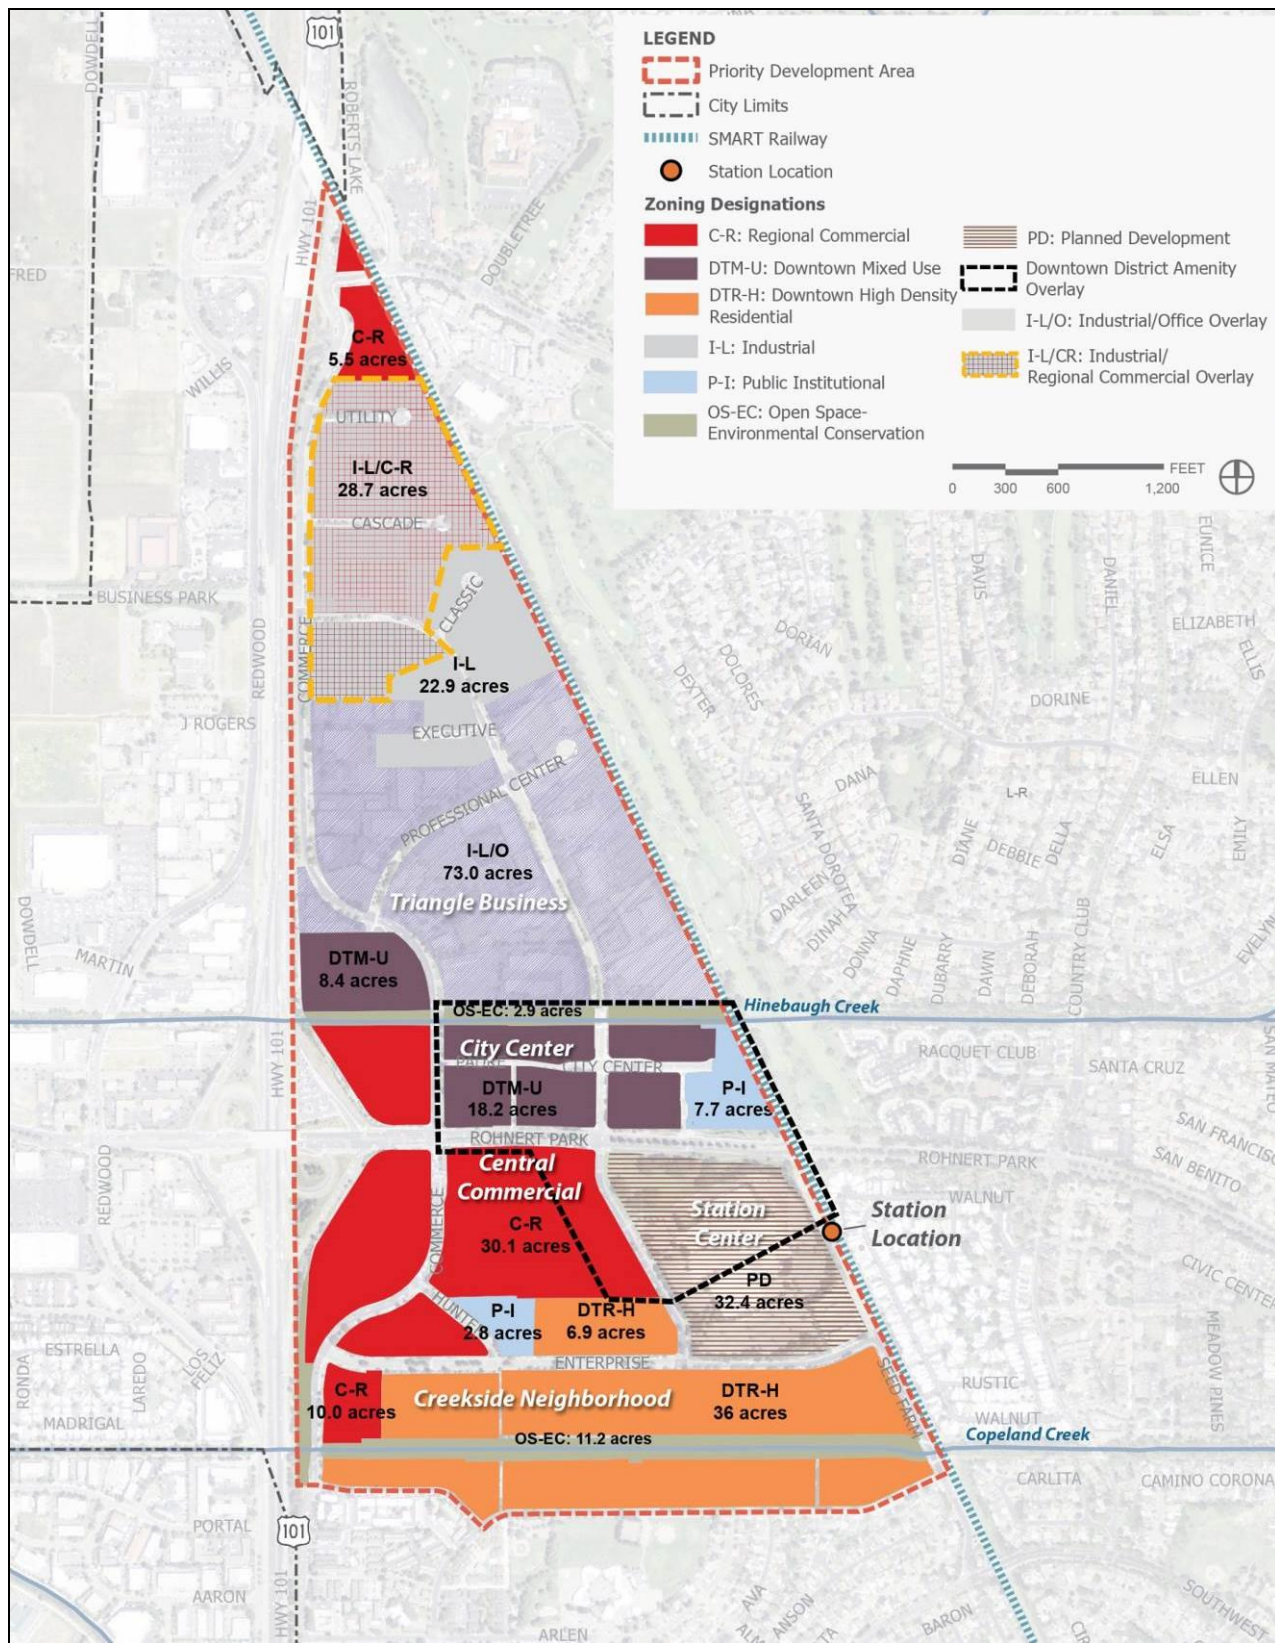 LEGEND
Priority Development Area
City Limits
SMART Railway
Station Location
Zoning Designations
C-R: Regional Commercial
DTM-U: Downtown Mixed Use
DTR-H: Downtown High Density
Residential
I-L: Industrial
P-I: Public Institutional
OS-EC: Open Space-
Environmental Conservation
PD: Planned Development
Downtown District Amenity
Overlay
I-L/O: Industrial/Office Overlay
I-L/CR: Industrial/
Regional Commercial Overlay
FEET
0 300 600 1,200
101
DOWDELL
ROBERTS LAKE
HWY 101
DOUBLETREE
FRED
WILLIS
C-R
5.5 acres
UTILITY
I-L/C-R
28.7 acres
CASCADE
CLASSIC
BUSINESS PARK
COMMERCE
REDWOOD
I-L
22.9 acres
J ROGERS
EXECUTIVE
PROFESSIONAL CENTER
I-L/O
73.0 acres
Triangle Business
EUNICE
DAVIS
DANIEL
ELIZABETH
ELLIS
DORIAN
DOLORES
DEXTER
DORINE
DANA
ELLEN
L-R
SANTA DOROTEA
DIANE
DEBBIE
DELLA
ELSA
EMILY
DARLEEN
DINAH
DONNA
DAPHNE
DUBARRY
DAWN
DEBORAH
COUNTRY CLUB
EVELYN
DOWDELL
MARTIN
DTM-U
8.4 acres
OS-EC: 2.9 acres
Hinebaugh Creek
HWY 101
City Center
PADRE
CITY CENTER
DTM-U
18.2 acres
P-I
7.7 acres
RACQUET CLUB
SANTA CRUZ
SAN MATEO
ROHNERT PARK
SAN FRANCISC
SAN BENITO
ROHNERT PARK
REDWOOD
Central
Commercial
C-R
30.1 acres
COMMERCE
Station
Center
PD
32.4 acres
WALNUT
Station
Location
CIVIC CENTER
HUNTER
P-I
2.8 acres
DTR-H
6.9 acres
ENTERPRISE
MEADOW PINES
ESTRELLA
RONDA
LAREDO
LOS
FELIZ
MADRIGAL
C-R
10.0 acres
Creekside Neighborhood
DTR-H
36 acres
SEED FARM
RUSTIC
WALNUT
OS-EC: 11.2 acres
Copeland Creek
CARLITA
CAMINO CORONA
PORTAL
101
AARON
HWY 101
ARLEN
AVA
ANSON
BARON
SOUTHWEST